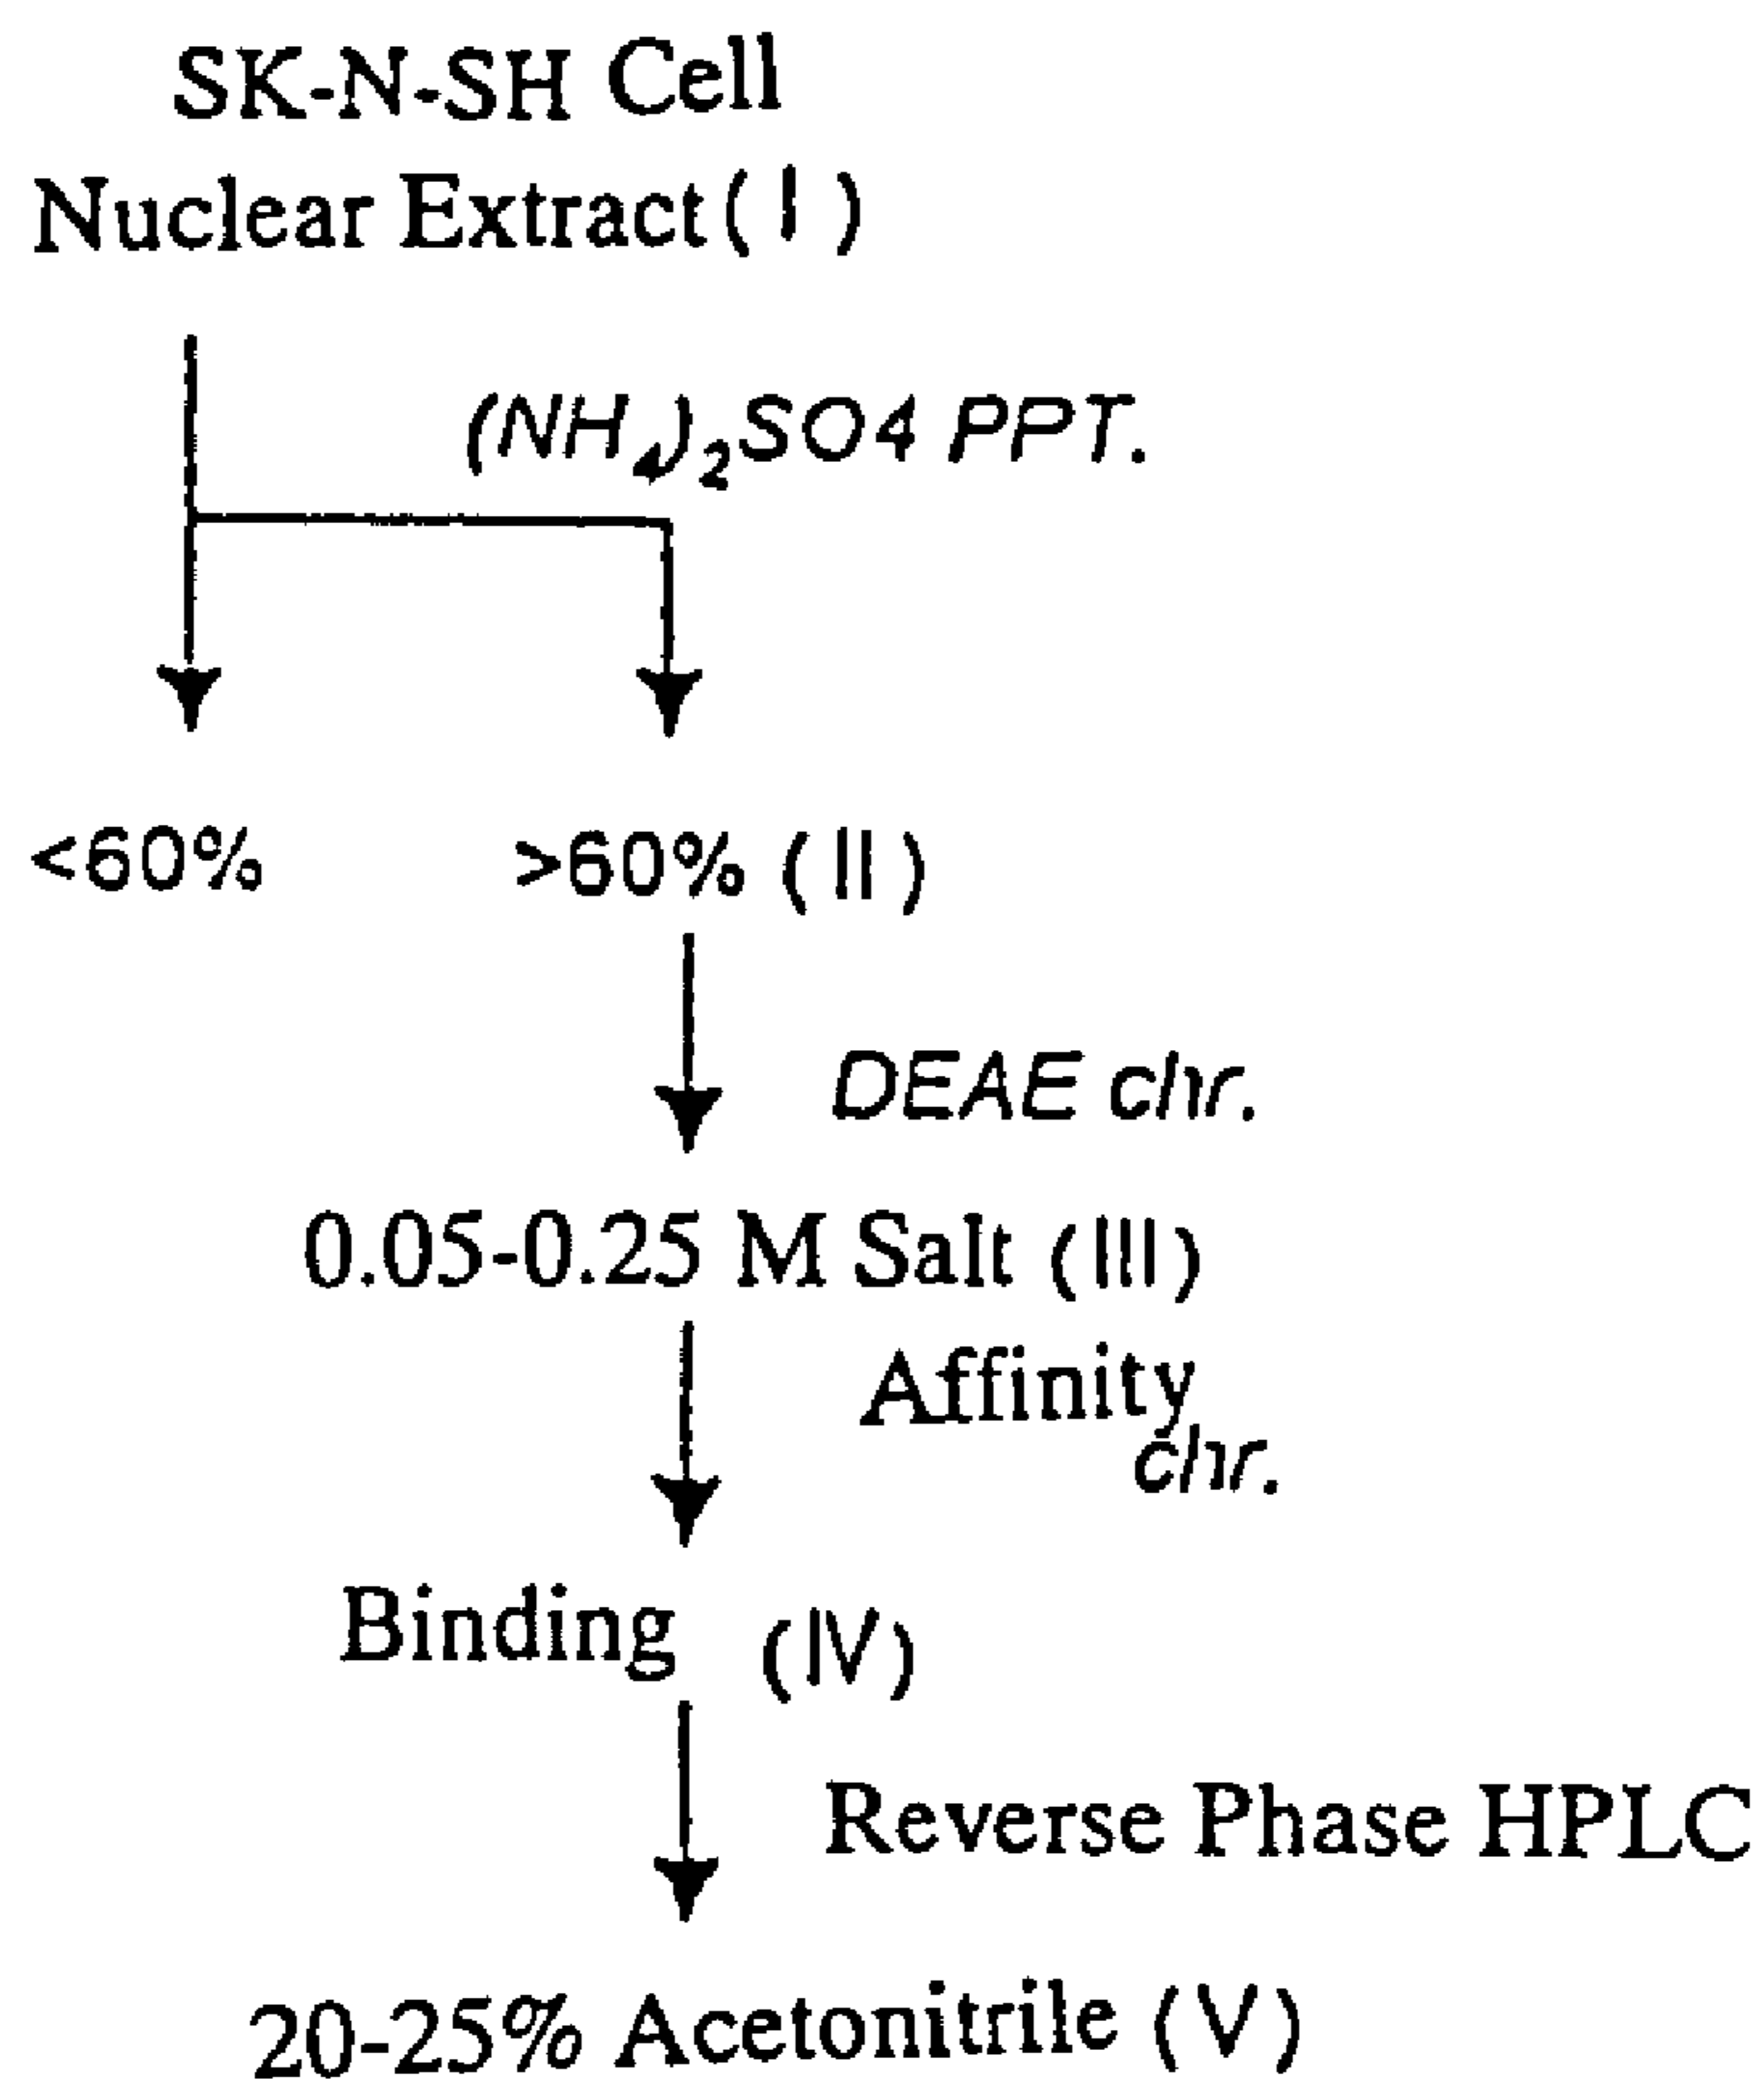 SK-N-SH Cell
Nuclear Extract ( I )
(NH4)2SO4 PPT.
<60%
>60% ( II )
DEAE chr.
0.05-0.25 M Salt (III)
Affinity
chr.
Binding (IV)
Reverse Phase HPLC
20-25% Acetonitrile (V)